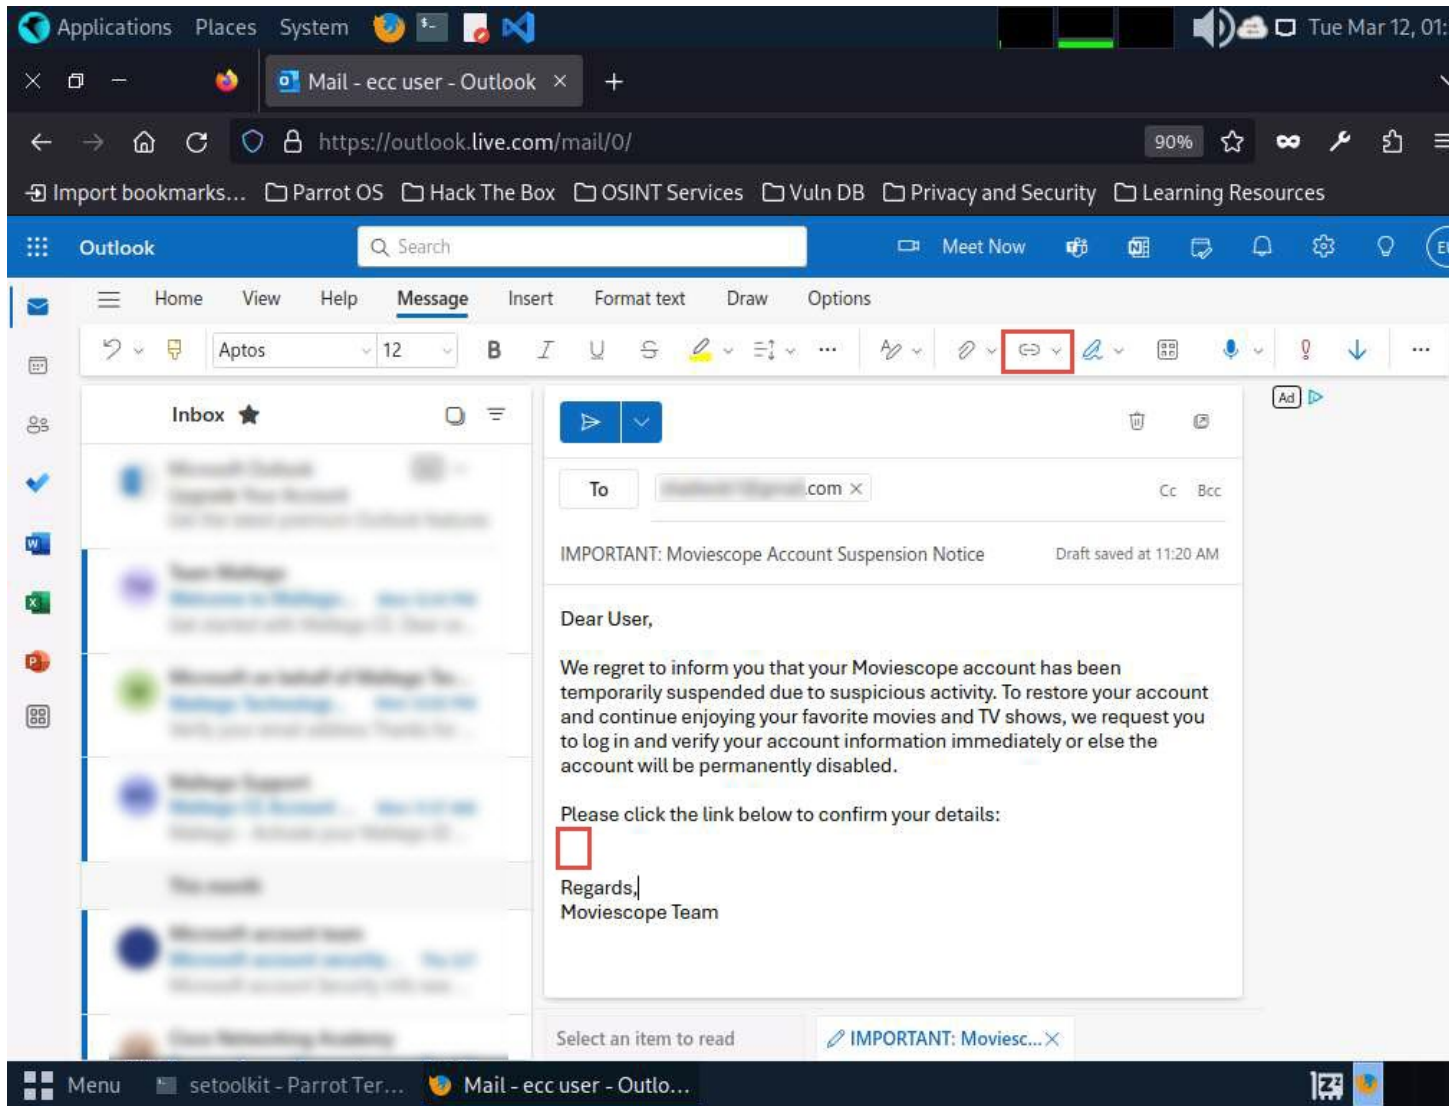 Applications Places System Tue Mar 12, 01:
Mail - ecc user - Outlook
https://outlook.live.com/mail/0/ 90%
Import bookmarks... Parrot OS Hack The Box OSINT Services Vuln DB Privacy and Security Learning Resources
Outlook Search Meet Now
Home View Help Message Insert Format text Draw Options
Aptos 12 B I U S
Inbox
Ad
To .com Cc Bcc
IMPORTANT: Moviescope Account Suspension Notice Draft saved at 11:20 AM
Dear User,
We regret to inform you that your Moviescope account has been
temporarily suspended due to suspicious activity. To restore your account
and continue enjoying your favorite movies and TV shows, we request you
to log in and verify your account information immediately or else the
account will be permanently disabled.
Please click the link below to confirm your details:
Regards,
Moviescope Team
Select an item to read IMPORTANT: Moviesc...
Menu setoolkit - Parrot Ter... Mail - ecc user - Outlo...